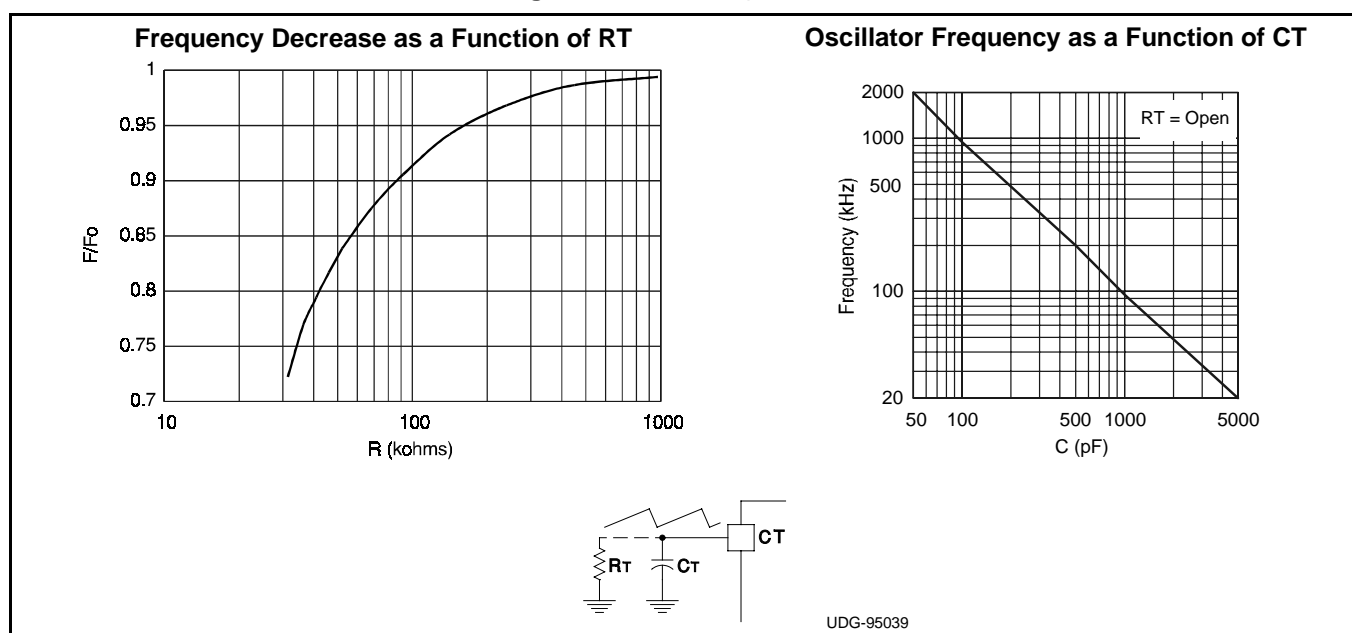 Frequency Decrease as a Function of RT
1
0.95
0.9
0.85
0.8
0.75
0.7
F/Fo
10
100
1000
R (kohms)
Oscillator Frequency as a Function of CT
RT = Open
2000
1000
500
100
20
Frequency (kHz)
50
100
500
1000
5000
C (pF)
RT
CT
CT
UDG-95039